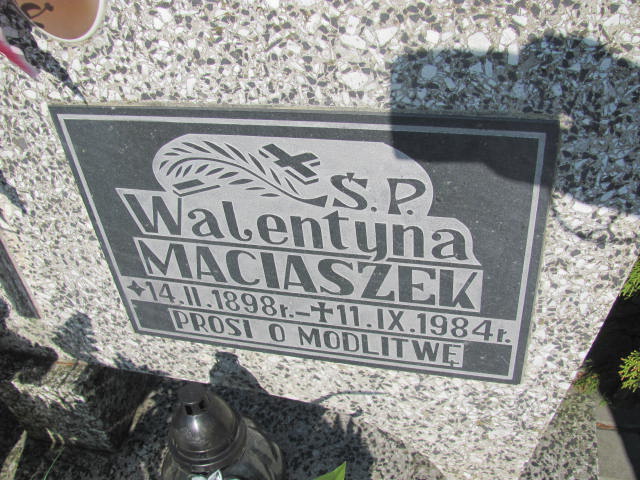 Ś.P.
Walentyna
MACIASZEK
14.II.1898r.-+11.IX.1984r.
PROSI O MODLITWĘ